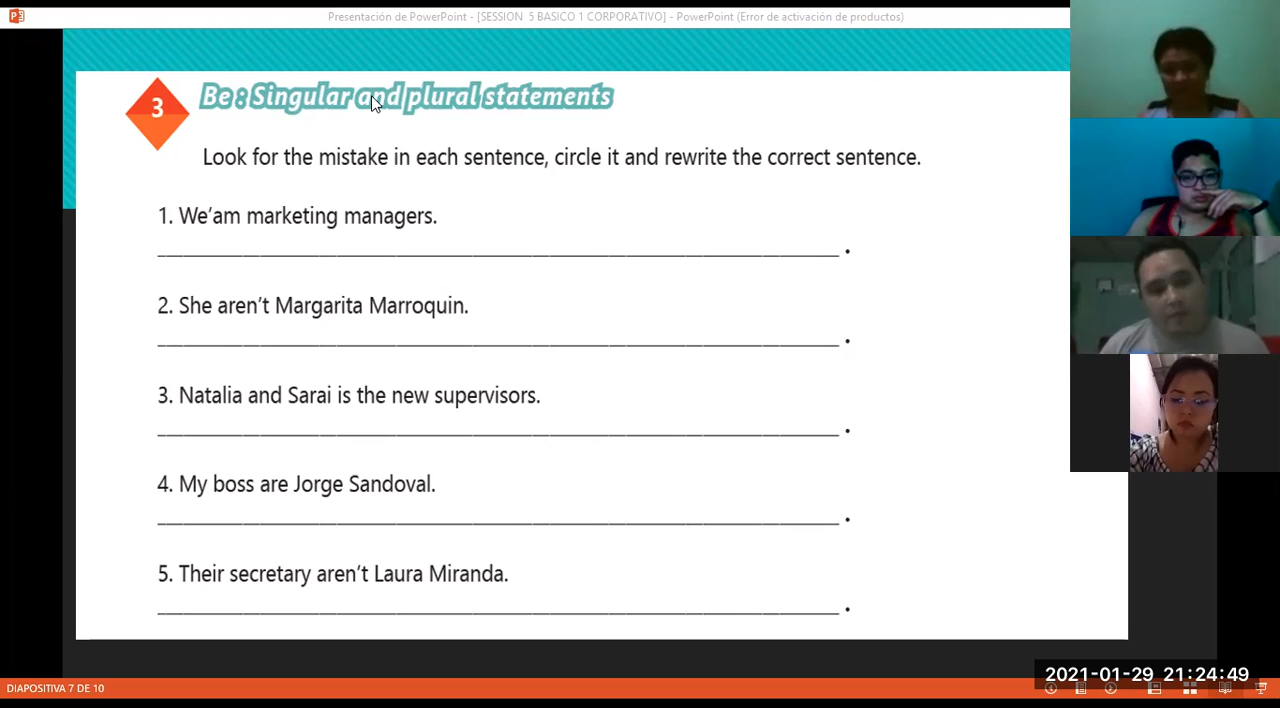 Presentación de PowerPoint - [SESSION 5 BASICO 1 CORPORATIVO] - PowerPoint (Error de activación de productos)
3
Be : Singular and plural statements
Look for the mistake in each sentence, circle it and rewrite the correct sentence.
1. We'am marketing managers.
.
2. She aren't Margarita Marroquin.
.
3. Natalia and Sarai is the new supervisors.
.
4. My boss are Jorge Sandoval.
.
5. Their secretary aren't Laura Miranda.
.
2021-01-29 21:24:49
DIAPOSITIVA 7 DE 10